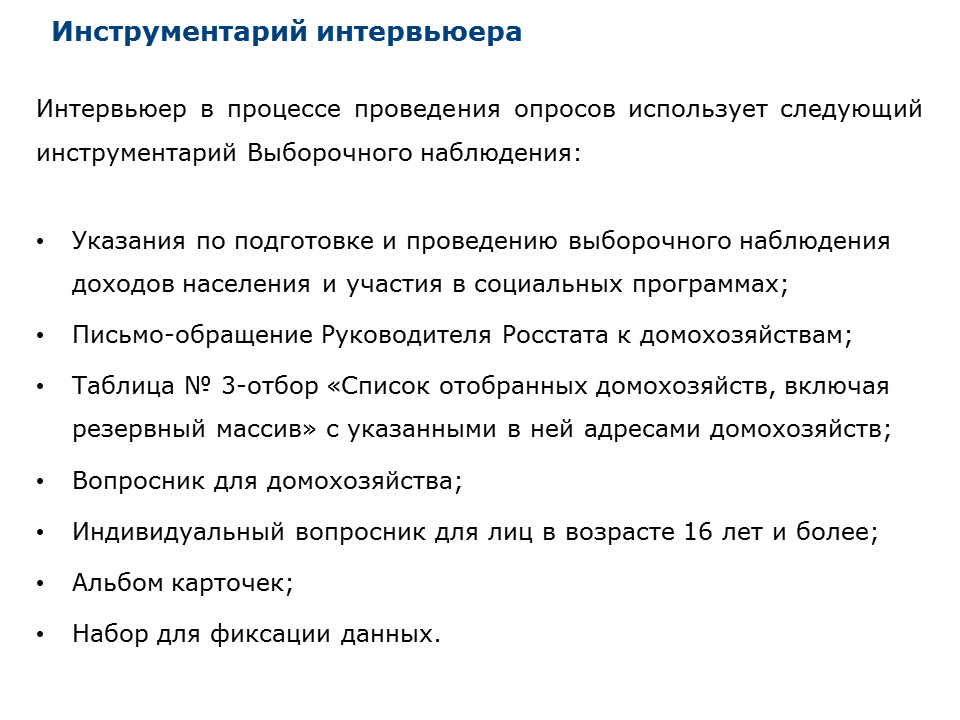 Инструментарий интервьюера
Интервьюер в процессе проведения опросов использует следующий
инструментарий Выборочного наблюдения:
• Указания по подготовке и проведению выборочного наблюдения
доходов населения и участия в социальных программах;
• Письмо-обращение Руководителя Росстата к домохозяйствам;
• Таблица № 3-отбор «Список отобранных домохозяйств, включая
резервный массив» с указанными в ней адресами домохозяйств;
• Вопросник для домохозяйства;
• Индивидуальный вопросник для лиц в возрасте 16 лет и более;
• Альбом карточек;
• Набор для фиксации данных.